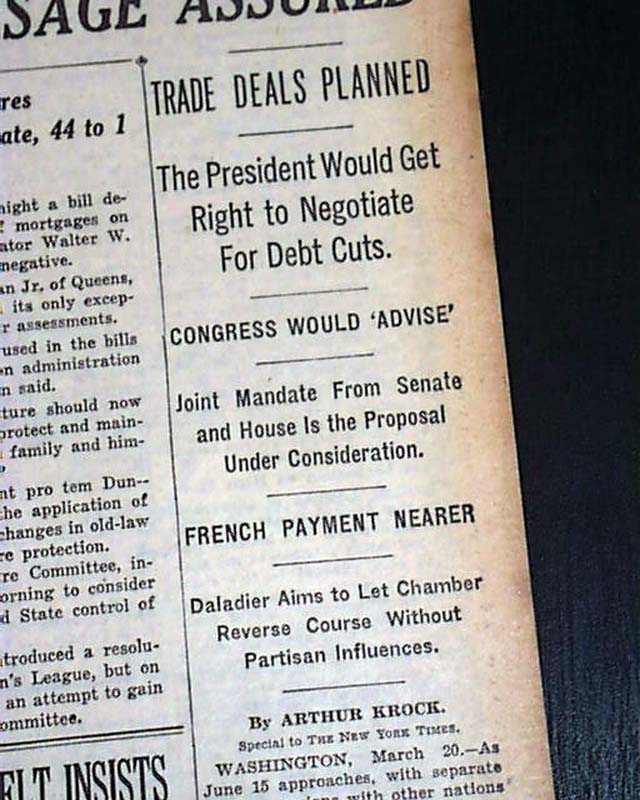 SAGE ASSURED
res
ate, 44 to 1
night a bill de-
mortgages on
ator Walter W.
negative.
an Jr. of Queens,
its only excep-
r assessments.
used in the bills
n administration
n said.
ture should now
protect and main-
family and him-
nt pro tem Dun-
the application of
changes in old-law
re protection.
re Committee, in-
orning to consider
d State control of
troduced a resolu-
n's League, but on
an attempt to gain
ommittee.
ELT INSISTS
TRADE DEALS PLANNED
The President Would Get
Right to Negotiate
For Debt Cuts.
CONGRESS WOULD 'ADVISE'
Joint Mandate From Senate
and House Is the Proposal
Under Consideration.
FRENCH PAYMENT NEARER
Daladier Aims to Let Chamber
Reverse Course Without
Partisan Influences.
By ARTHUR KROCK.
Special to THE NEW YORK TIMES.
WASHINGTON, March 20.—As
June 15 approaches, with separate
with other nations